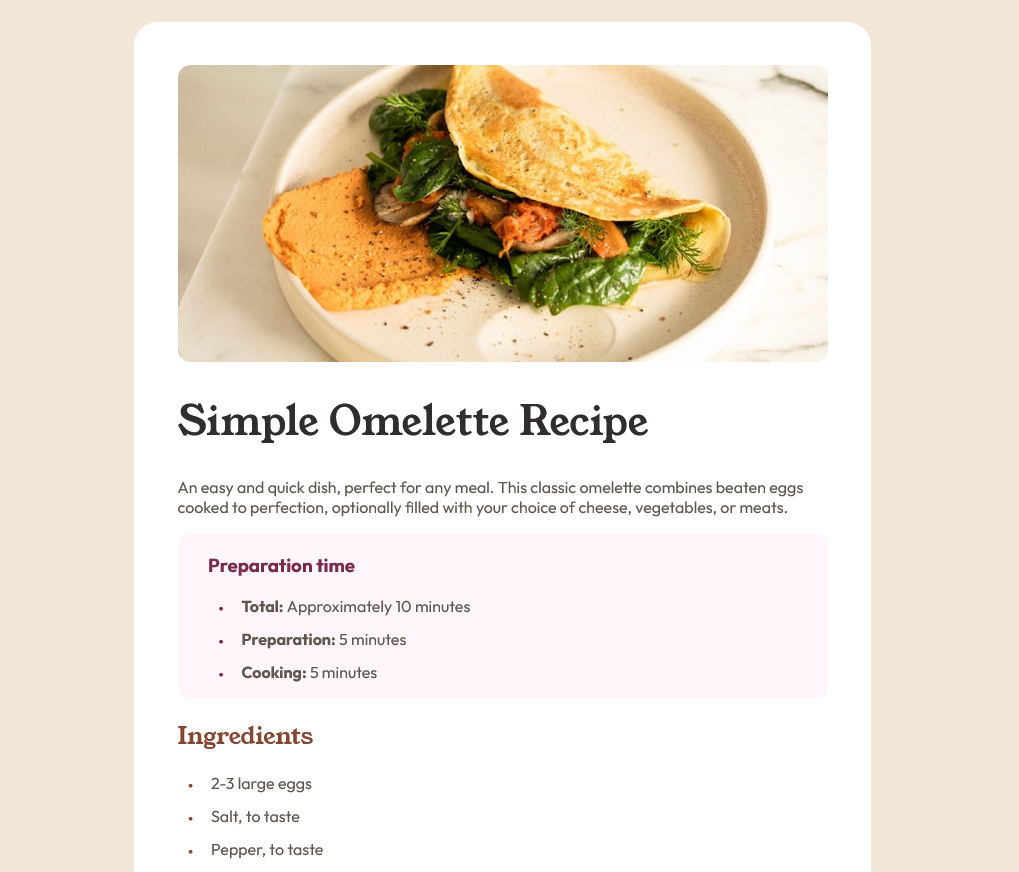 Simple Omelette Recipe
An easy and quick dish, perfect for any meal. This classic omelette combines beaten eggs
cooked to perfection, optionally filled with your choice of cheese, vegetables, or meats.
Preparation time
• Total: Approximately 10 minutes
• Preparation: 5 minutes
• Cooking: 5 minutes
Ingredients
• 2-3 large eggs
• Salt, to taste
• Pepper, to taste